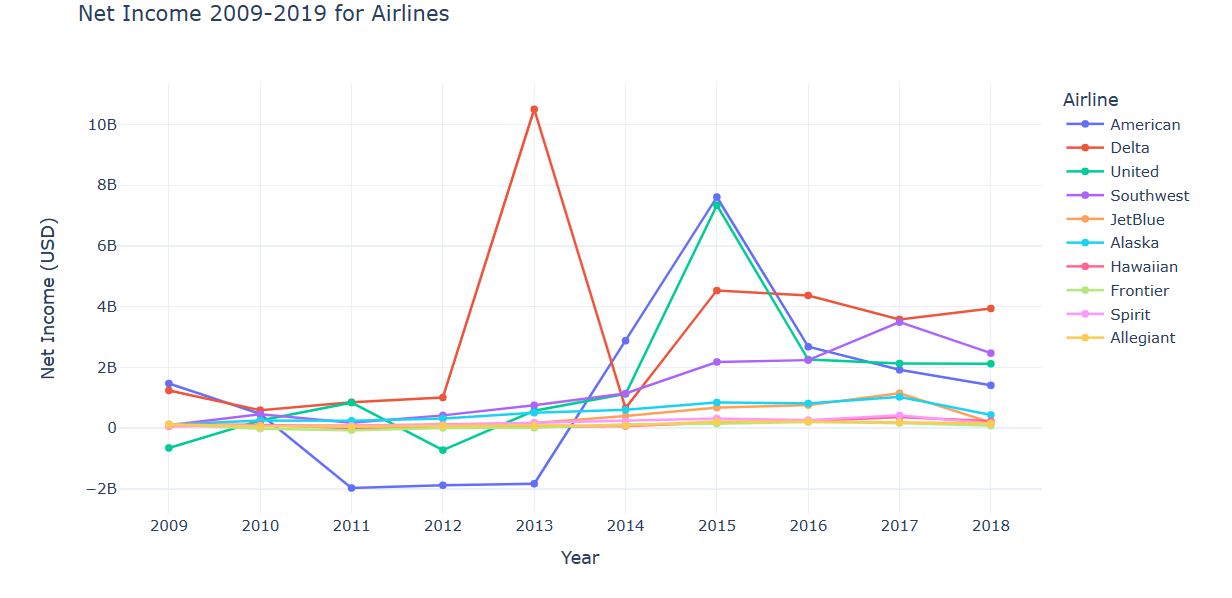 Net Income 2009-2019 for Airlines
Airline
American
Delta
United
Southwest
JetBlue
Alaska
Hawaiian
Frontier
Spirit
Allegiant
Net Income (USD)
10B
8B
6B
4B
2B
0
−2B
2009 2010 2011 2012 2013 2014 2015 2016 2017 2018
Year